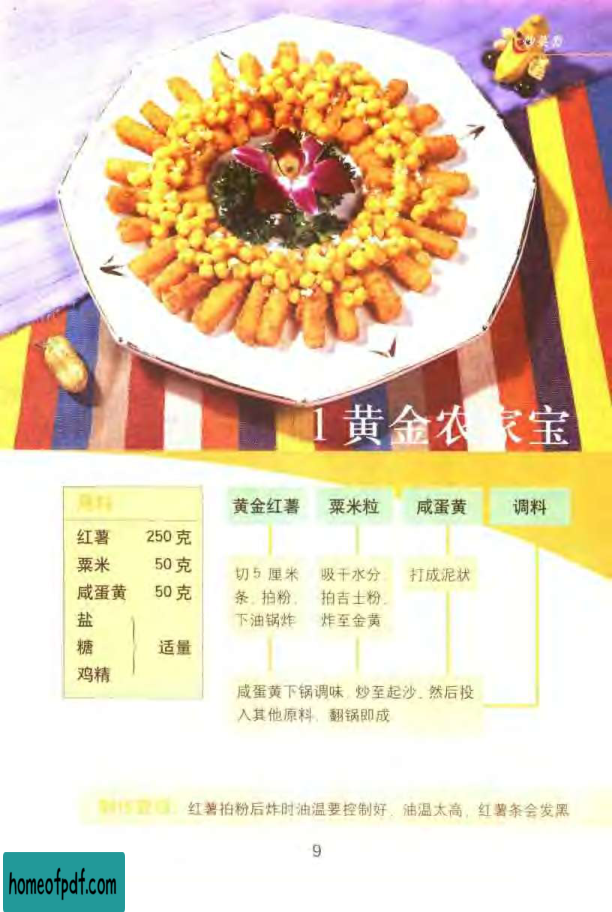 炒菜类
1 黄金农家宝
原料
红薯 250 克
粟米 50 克
咸蛋黄 50 克
盐
糖 适量
鸡精
黄金红薯 粟米粒 咸蛋黄 调料
切 5 厘米
条、拍粉、
下油锅炸
吸干水分、
拍吉士粉、
炸至金黄
打成泥状
咸蛋黄下锅调味、炒至起沙、然后投
入其他原料、翻锅即成
制作要领：红薯拍粉后炸时油温要控制好、油温太高、红薯条会发黑
9
homeofpdf.com